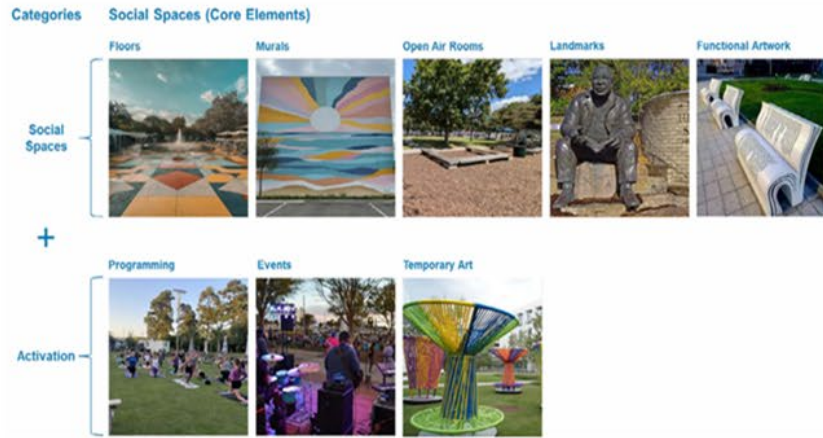 Categories
Social Spaces (Core Elements)
Floors
Murals
Open Air Rooms
Landmarks
Functional Artwork
Social
Spaces
+
Programming
Events
Temporary Art
Activation